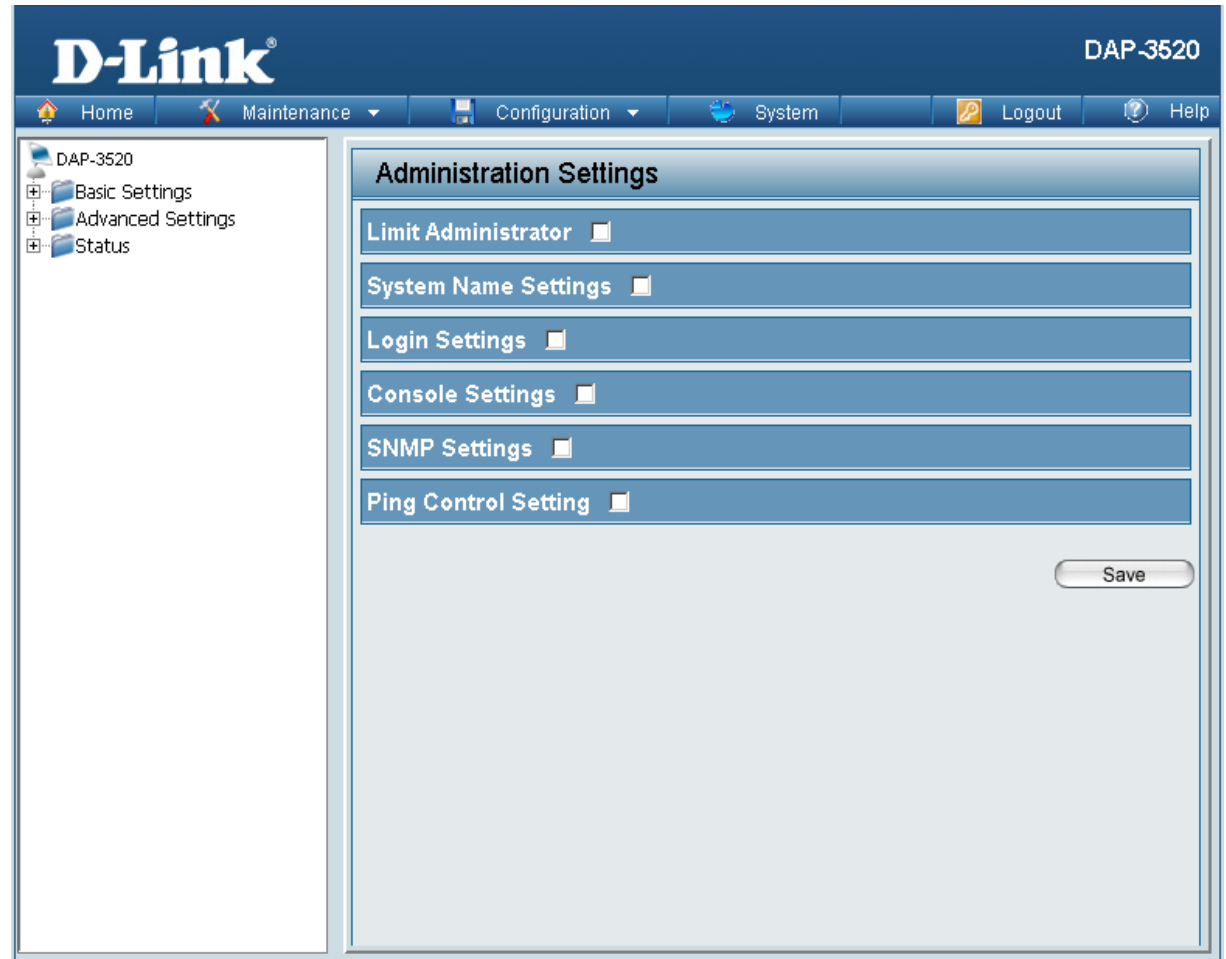 D-Link®
DAP-3520
Home Maintenance Configuration System Logout Help
DAP-3520
Basic Settings
Advanced Settings
Status
Administration Settings
Limit Administrator
System Name Settings
Login Settings
Console Settings
SNMP Settings
Ping Control Setting
Save